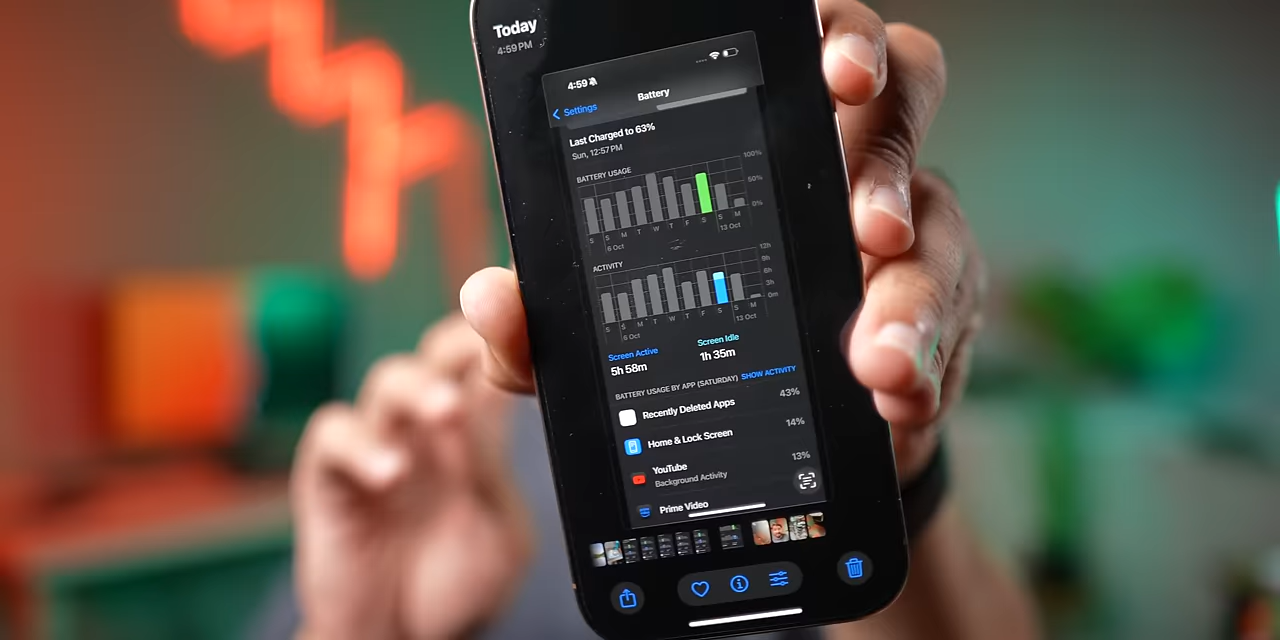 Today
4:59 PM
4:59
Battery
Settings
Last Charged to 63%
Sun, 12:57 PM
BATTERY USAGE
100%
50%
0%
S S M T W T F S S M
6 Oct 13 Oct
ACTIVITY
13h
9h
6h
3h
0m
S S M T W T F S S M
6 Oct 13 Oct
Screen Active Screen Idle
5h 58m 1h 35m
BATTERY USAGE BY APP (SATURDAY) SHOW ACTIVITY
Recently Deleted Apps 43%
Home & Lock Screen 14%
YouTube 13%
Background Activity
Prime Video